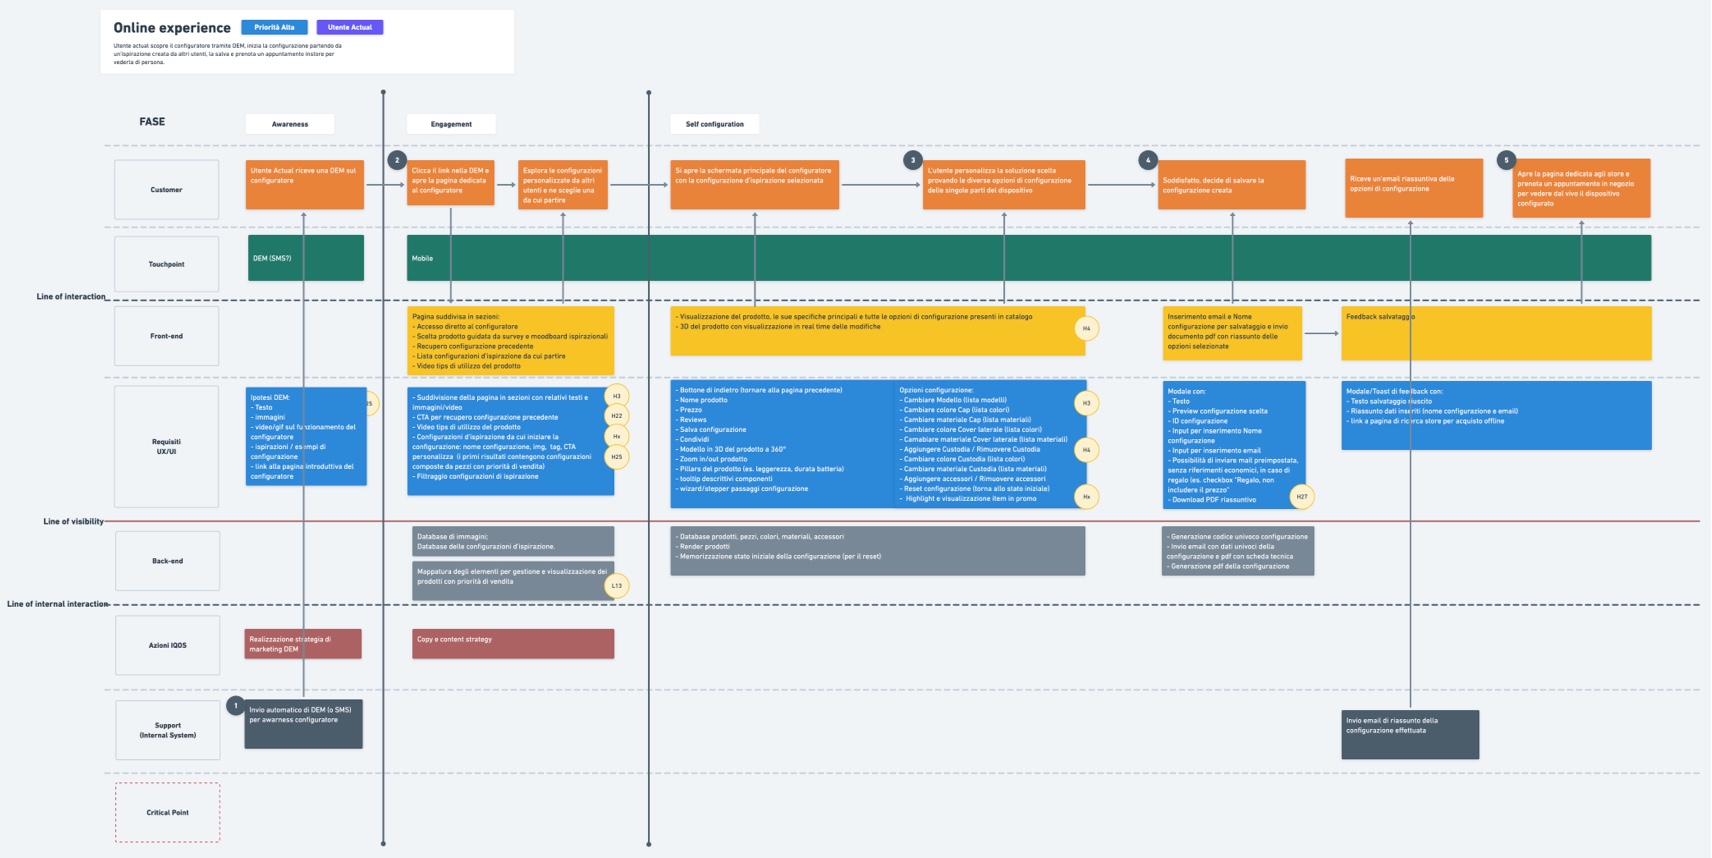 Online experience
Priorità Alta
Utente Actual
Utente actual scopre il configuratore tramite DEM, inizia la configurazione partendo da
un'ispirazione creata da altri utenti, la salva e prenota un appuntamento instore per
vederla di persona.
FASE
Awareness
Engagement
Self configuration
Customer
Utente Actual riceve una DEM sul
configuratore
2
Clicca il link nella DEM e
apre la pagina dedicata
al configuratore
Esplora le configurazioni
personalizzate da altri
utenti e ne sceglie una
da cui partire
Si apre la schermata principale del configuratore
con la configurazione d'ispirazione selezionata
3
L'utente personalizza la soluzione scelta
provando le diverse opzioni di configurazione
delle singole parti del dispositivo
4
Soddisfatto, decide di salvare la
configurazione creata
Riceve un'email riassuntiva delle
opzioni di configurazione
5
Apre la pagina dedicata agli store e
prenota un appuntamento in negozio
per vedere dal vivo il dispositivo
configurato
Touchpoint
DEM (SMS?)
Mobile
Line of interaction
Front-end
Pagina suddivisa in sezioni:
- Accesso diretto al configuratore
- Scelta prodotto guidata da survey e moodboard ispirazionali
- Recupero configurazione precedente
- Lista configurazioni d'ispirazione da cui partire
- Video tips di utilizzo del prodotto
- Visualizzazione del prodotto, le sue specifiche principali e tutte le opzioni di configurazione presenti in catalogo
- 3D del prodotto con visualizzazione in real time delle modifiche
H4
Inserimento email e Nome
configurazione per salvataggio e invio
documento pdf con riassunto delle
opzioni selezionate
Feedback salvataggio
Requisiti
UX/UI
Ipotesi DEM:
- Testo
- immagini
- video/gif sul funzionamento del
configuratore
- ispirazioni / esempi di
configurazione
- link alla pagina introduttiva del
configuratore
- Suddivisione della pagina in sezioni con relativi testi e
immagini/video
- CTA per recupero configurazione precedente
- Video tips di utilizzo del prodotto
- Configurazioni d'ispirazione da cui iniziare la
configurazione: nome configurazione, img, tag, CTA
personalizza (i primi risultati contengono configurazioni
composte da pezzi con priorità di vendita)
- Filtraggio configurazioni di ispirazione
H3
H22
Hx
H25
- Bottone di indietro (tornare alla pagina precedente)
- Nome prodotto
- Prezzo
- Reviews
- Salva configurazione
- Condividi
- Modello in 3D del prodotto a 360°
- Zoom in/out prodotto
- Pillars del prodotto (es. leggerezza, durata batteria)
- tooltip descrittivi componenti
- wizard/stepper passaggi configurazione
Opzioni configurazione:
- Cambiare Modello (lista modelli)
- Cambiare colore Cap (lista colori)
- Cambiare materiale Cap (lista materiali)
- Cambiare colore Cover laterale (lista colori)
- Camabiare materiale Cover laterale (lista materiali)
- Aggiungere Custodia / Rimuovere Custodia
- Cambiare colore Custodia (lista colori)
- Cambiare materiale Custodia (lista materiali)
- Aggiungere accessori / Rimuovere accessori
- Reset configurazione (torna allo stato iniziale)
- Highlight e visualizzazione item in promo
H3
H4
Hx
Modale con:
- Testo
- Preview configurazione scelta
- ID configurazione
- Input per inserimento Nome
configurazione
- Input per inserimento email
- Possibilità di inviare mail preimpostata,
senza riferimenti economici, in caso di
regalo (es. checkbox "Regalo, non
includere il prezzo"
- Download PDF riassuntivo
H27
Modale/Toast di feedback con:
- Testo salvataggio riuscito
- Riassunto dati inseriti (nome configurazione e email)
- link a pagina di ricerca store per acquisto offline
Line of visibility
Back-end
Database di immagini;
Database delle configurazioni d'ispirazione.
Mappatura degli elementi per gestione e visualizzazione dei
prodotti con priorità di vendita
L13
- Database prodotti, pezzi, colori, materiali, accessori
- Render prodotti
- Memorizzazione stato iniziale della configurazione (per il reset)
- Generazione codice univoco configurazione
- Invio email con dati univoci della
configurazione e pdf con scheda tecnica
- Generazione pdf della configurazione
Line of internal interaction
Azioni IQOS
Realizzazione strategia di
marketing DEM
Copy e content strategy
Support
(Internal System)
1
Invio automatico di DEM (o SMS)
per awarness configuratore
Invio email di riassunto della
configurazione effettuata
Critical Point